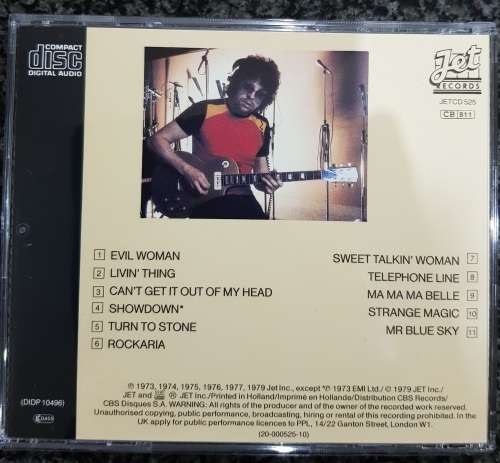 COMPACT
disc
DIGITAL AUDIO
Jet
RECORDS
JETCD 525
CB 811
1 EVIL WOMAN
2 LIVIN' THING
3 CAN'T GET IT OUT OF MY HEAD
4 SHOWDOWN*
5 TURN TO STONE
6 ROCKARIA
SWEET TALKIN' WOMAN 7
TELEPHONE LINE 8
MA MA MA BELLE 9
STRANGE MAGIC 10
MR BLUE SKY 11
℗ 1973, 1974, 1975, 1976, 1977, 1979 Jet Inc., except *℗ 1973 EMI Ltd./ © 1979 JET Inc./
JET and ® JET Inc./Printed in Holland/Imprimé en Hollande/Distribution CBS Records/
CBS Disques S.A. WARNING: All rights of the producer and of the owner of the recorded work reserved.
Unauthorised copying, public performance, broadcasting, hiring or rental of this recording prohibited. In the
UK apply for public performance licences to PPL, 14/22 Ganton Street, London W1.
(20-000525-10)
(DIDP 10496)